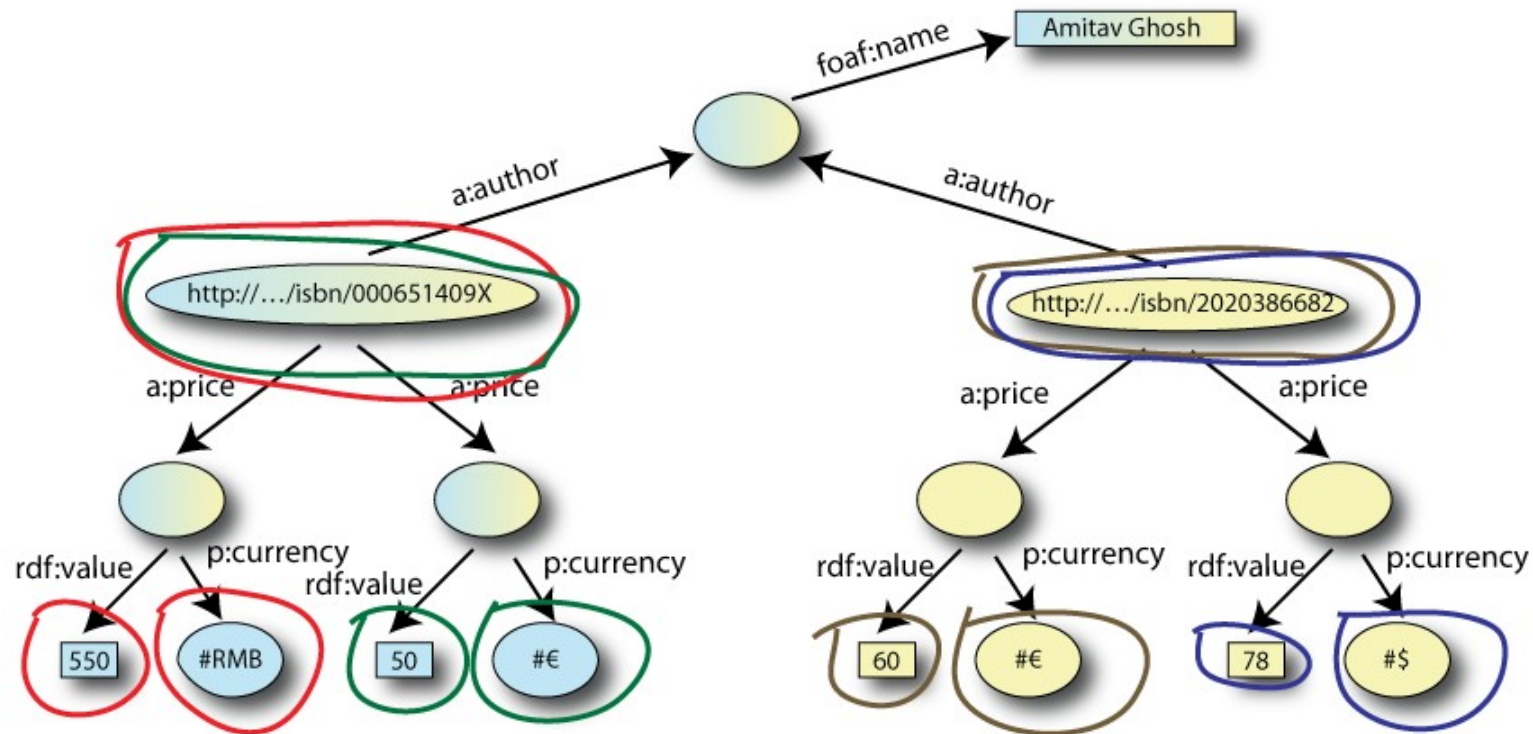 Amitav Ghosh
foaf:name
a:author
a:author
http://…/isbn/000651409X
http://…/isbn/2020386682
a:price
a:price
a:price
a:price
rdf:value
p:currency
rdf:value
p:currency
rdf:value
p:currency
rdf:value
p:currency
550
#RMB
50
#€
60
#€
78
#$